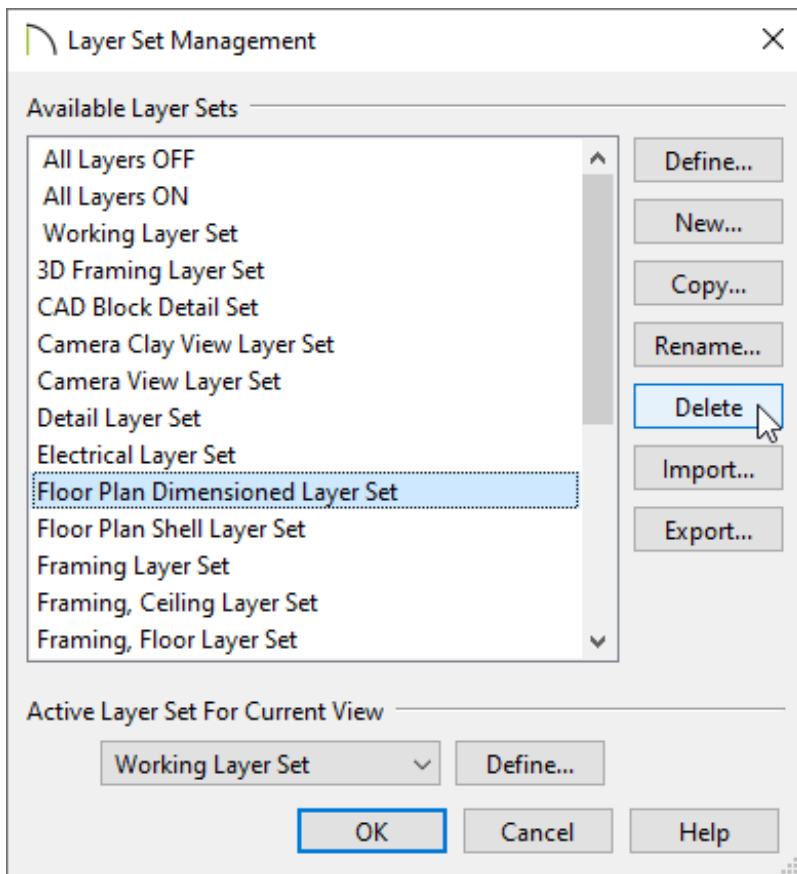 Layer Set Management
Available Layer Sets
All Layers OFF
All Layers ON
Working Layer Set
3D Framing Layer Set
CAD Block Detail Set
Camera Clay View Layer Set
Camera View Layer Set
Detail Layer Set
Electrical Layer Set
Floor Plan Dimensioned Layer Set
Floor Plan Shell Layer Set
Framing Layer Set
Framing, Ceiling Layer Set
Framing, Floor Layer Set
Define...
New...
Copy...
Rename...
Delete
Import...
Export...
Active Layer Set For Current View
Working Layer Set
Define...
OK
Cancel
Help